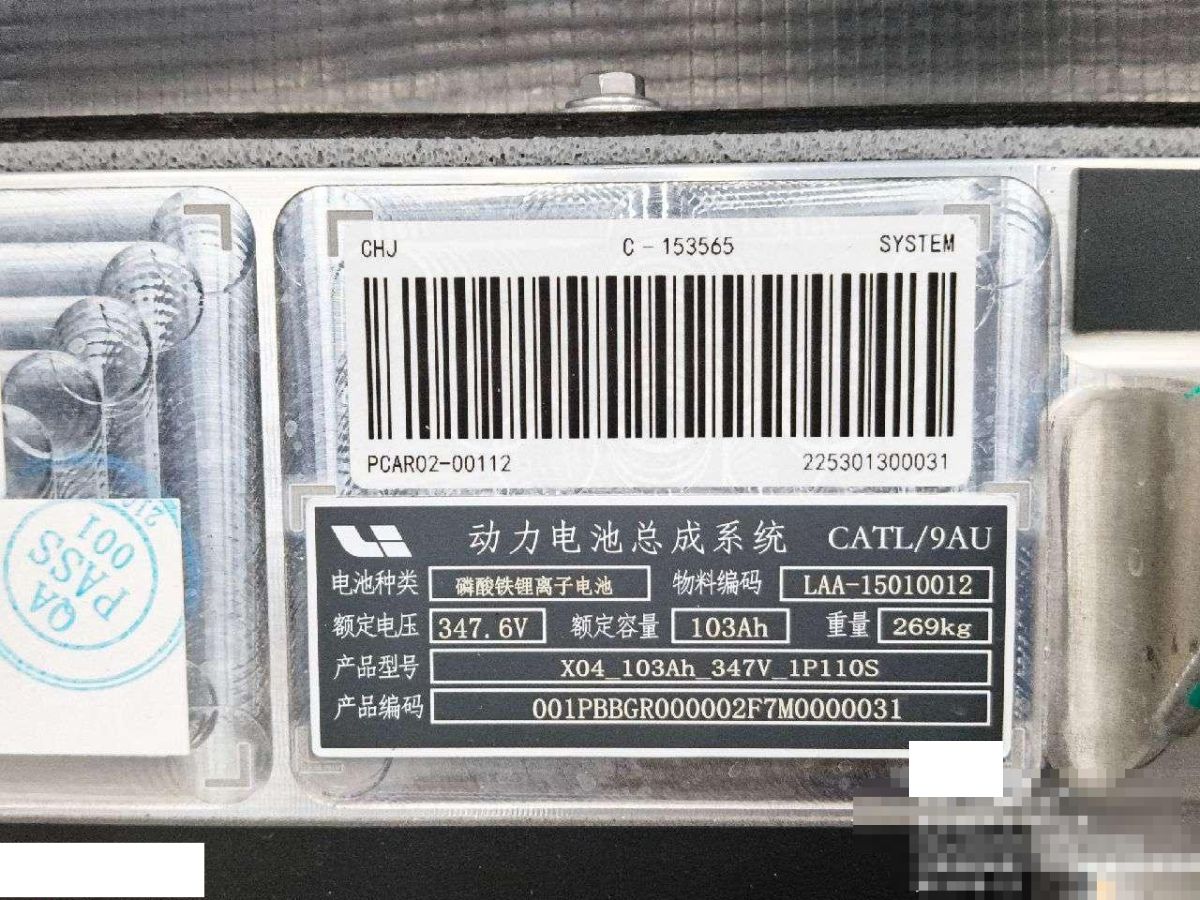 CHJ C-153565 SYSTEM
PCAR02-00112 225301300031
动力电池总成系统 CATL/9AU
电池种类 磷酸铁锂离子电池 物料编码 LAA-15010012
额定电压 347.6V 额定容量 103Ah 重量 269kg
产品型号 X04_103Ah_347V_1P110S
产品编码 001PBBGR000002F7M0000031
QA
PASS
001